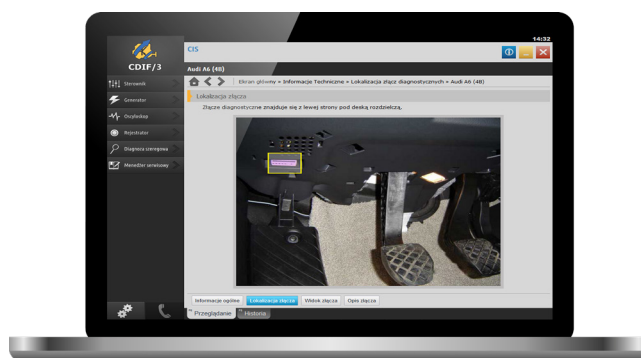 14:32
CIS
CDIF/3
Audi A6 (4B)
Ekran główny » Informacje Techniczne » Lokalizacja złącz diagnostycznych » Audi A6 (4B)
Sterownik
Generator
Oscyloskop
Rejestrator
Diagnoza szeregowa
Menedżer serwisowy
Lokalizacja złącza
Złącze diagnostyczne znajduje się z lewej strony pod deską rozdzielczą.
Informacje ogólne Lokalizacja złącza Widok złącza Opis złącza
Przeglądanie Historia